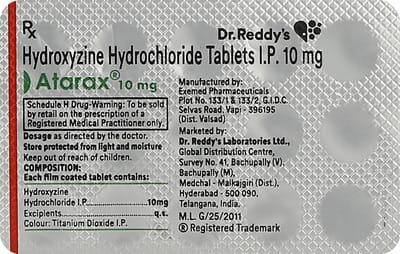 Rx
Dr.Reddy's
Hydroxyzine Hydrochloride Tablets I.P. 10 mg
Atarax® 10 mg
Schedule H Drug-Warning: To be sold
by retail on the prescription of a
Registered Medical Practitioner only.
Dosage as directed by the doctor.
Store protected from light and moisture
Keep out of reach of children.
COMPOSITION:
Each film coated tablet contains:
Hydroxyzine
Hydrochloride I.P. 10mg
Excipients q.s.
Colour: Titanium Dioxide I.P.
Manufactured by:
Exemed Pharmaceuticals
Plot No. 133/1 & 133/2, G.I.D.C.
Selvas Road, Vapi - 396195
(Dist. Valsad)
Marketed by:
Dr. Reddy's Laboratories Ltd.,
Global Distribution Centre,
Survey No. 41, Bachupally (V),
Bachupally (M),
Medchal - Malkajgiri (Dist.),
Hyderabad - 500 090,
Telangana, India.
M.L. G/25/2011
® Registered Trademark